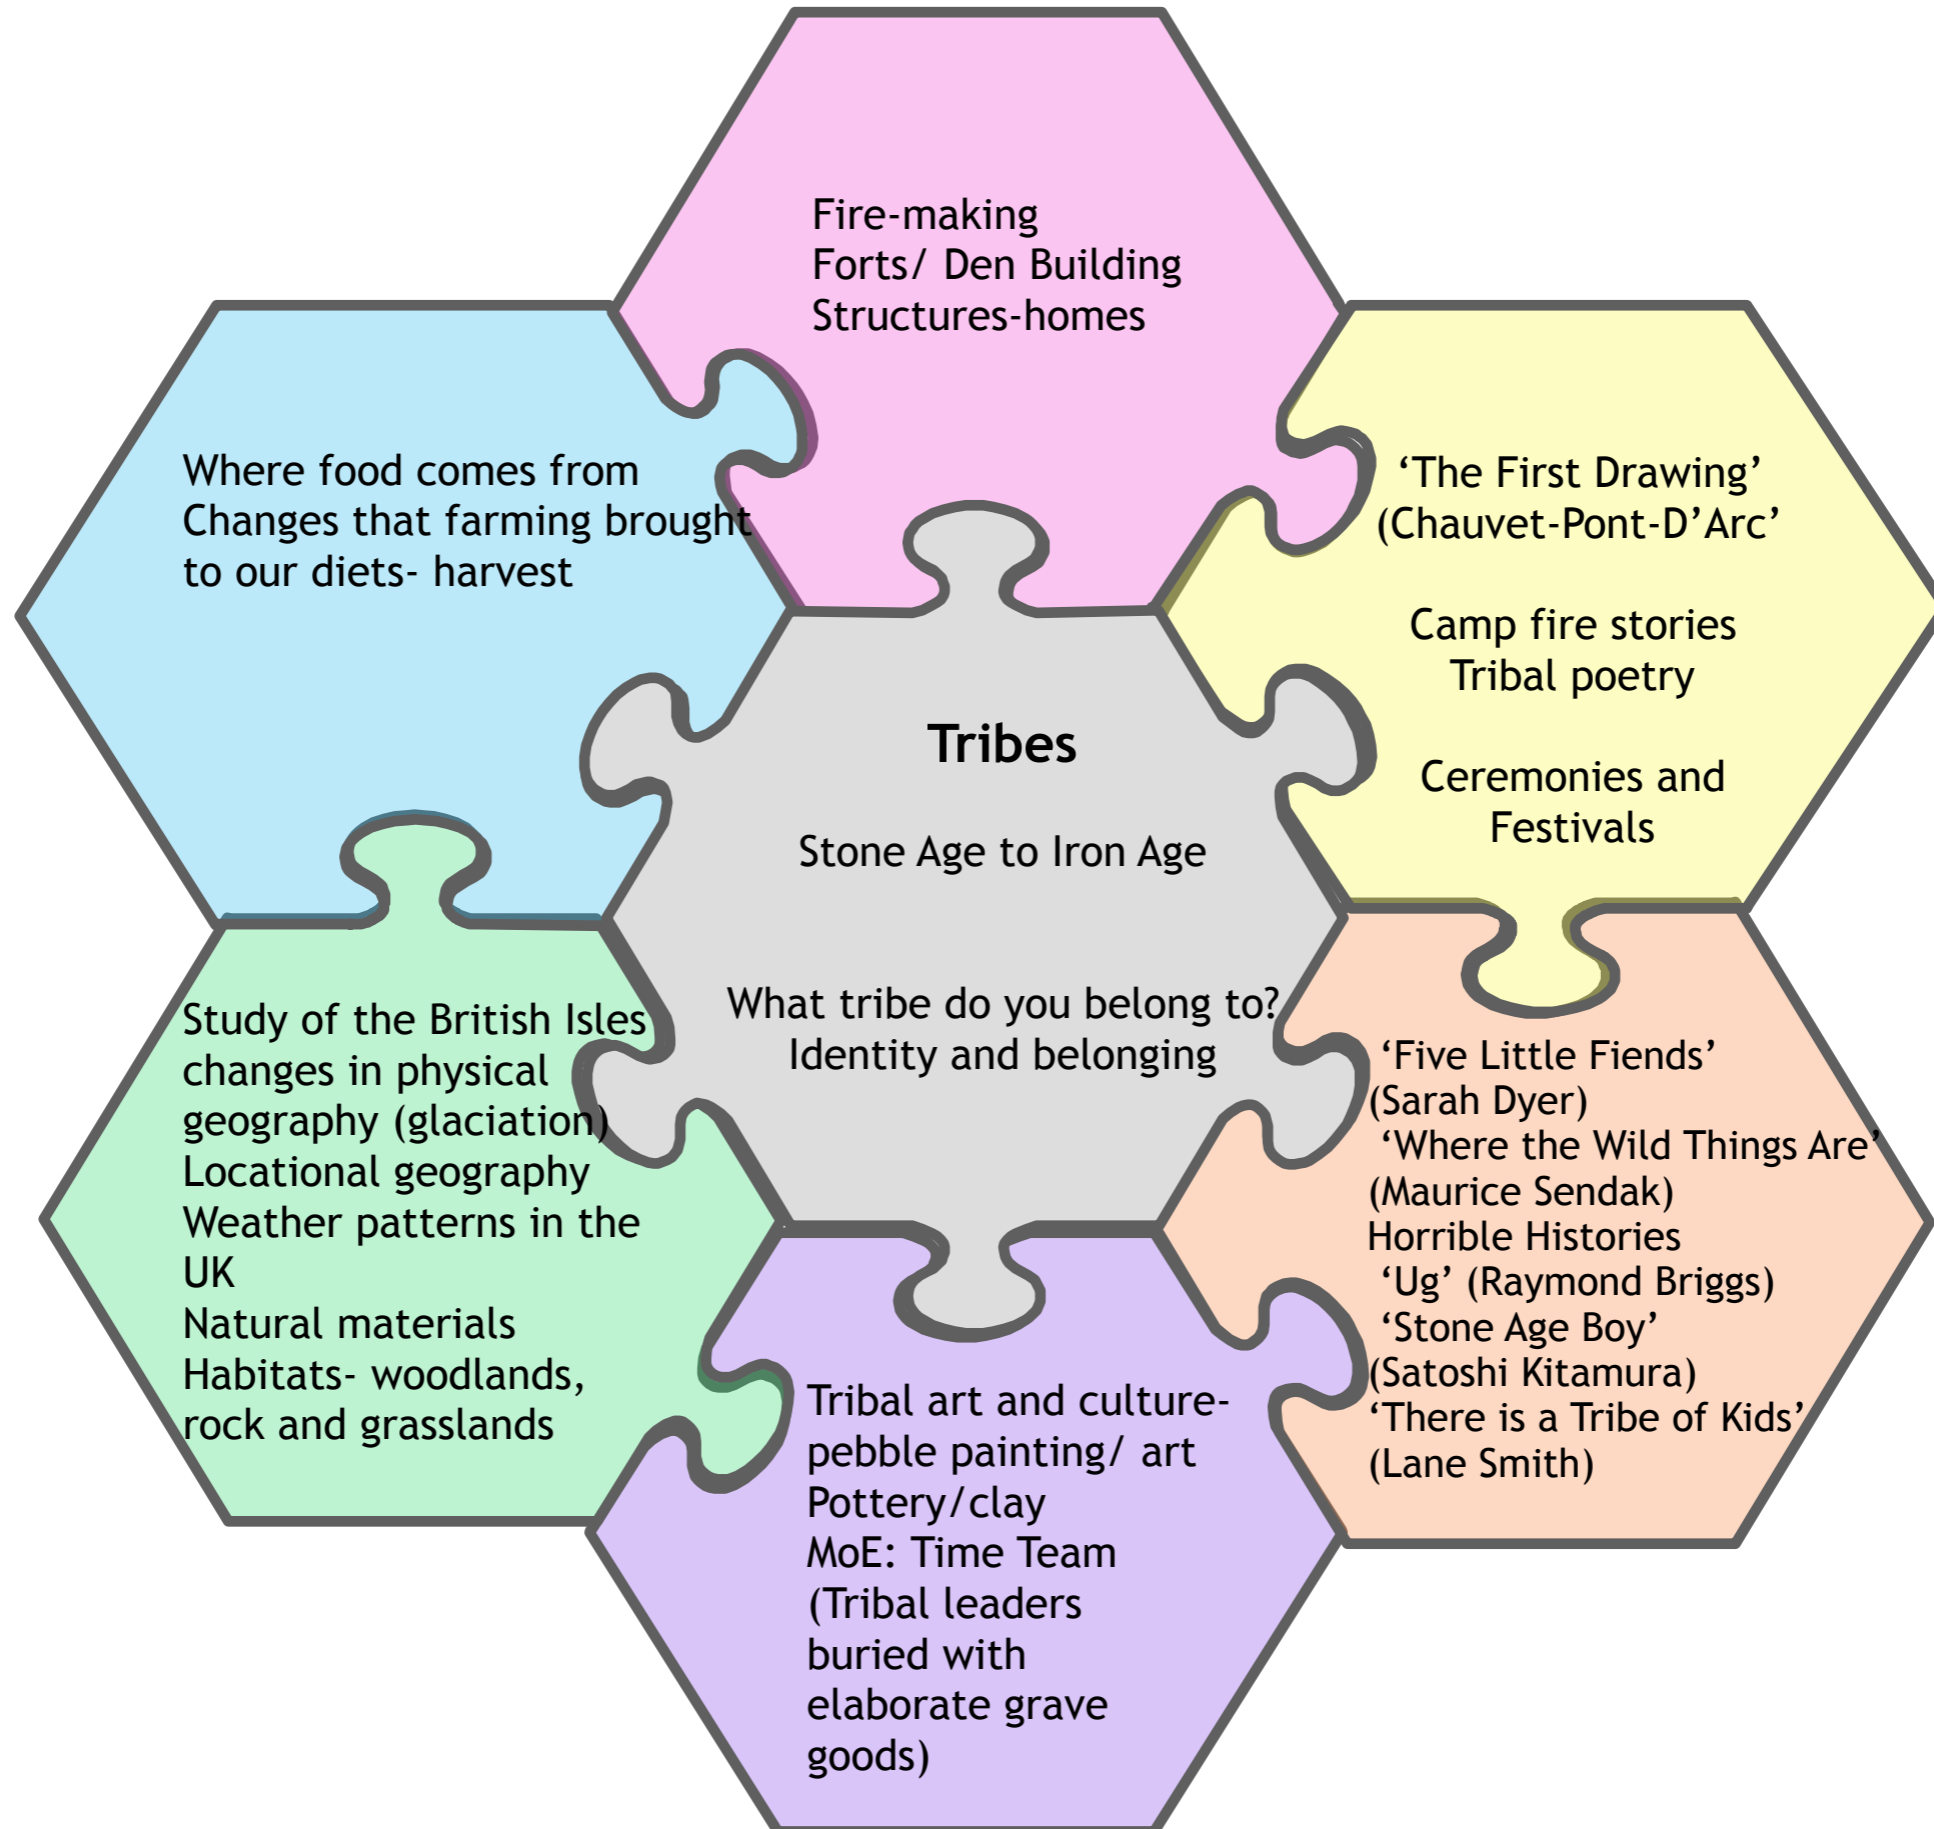 Fire-making
Forts/ Den Building
Structures-homes
Where food comes from
Changes that farming brought
to our diets- harvest
‘The First Drawing’
(Chauvet-Pont-D’Arc’
Camp fire stories
Tribal poetry
Ceremonies and
Festivals
Tribes
Stone Age to Iron Age
What tribe do you belong to?
Identity and belonging
Study of the British Isles
changes in physical
geography (glaciation)
Locational geography
Weather patterns in the
UK
Natural materials
Habitats- woodlands,
rock and grasslands
‘Five Little Fiends’
(Sarah Dyer)
‘Where the Wild Things Are’
(Maurice Sendak)
Horrible Histories
‘Ug’ (Raymond Briggs)
‘Stone Age Boy’
(Satoshi Kitamura)
‘There is a Tribe of Kids’
(Lane Smith)
Tribal art and culture-
pebble painting/ art
Pottery/clay
MoE: Time Team
(Tribal leaders
buried with
elaborate grave
goods)